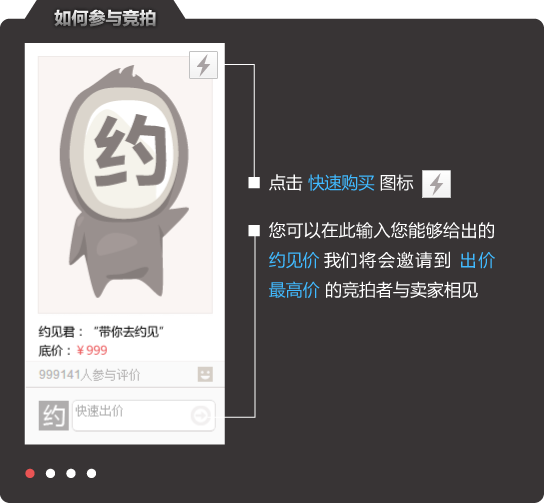 如何参与竞拍
约
约见君：“带你去约见”
底价：￥999
999141人参与评价
约 快速出价
点击 快速购买 图标
您可以在此输入您能够给出的
约见价 我们将会邀请到 出价
最高价 的竞拍者与卖家相见